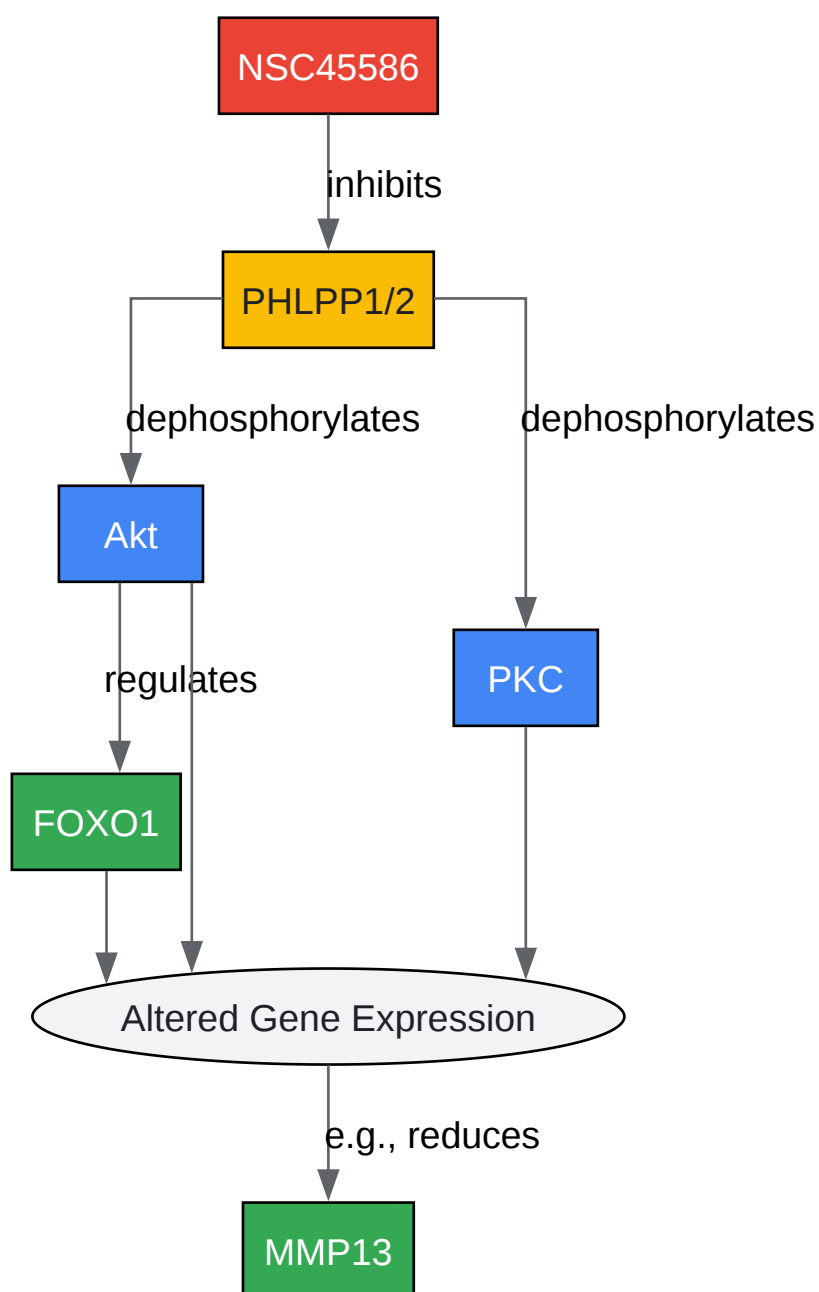 NSC45586
inhibits
PHLPP1/2
dephosphorylates
dephosphorylates
Akt
regulates
PKC
FOXO1
Altered Gene Expression
e.g., reduces
MMP13